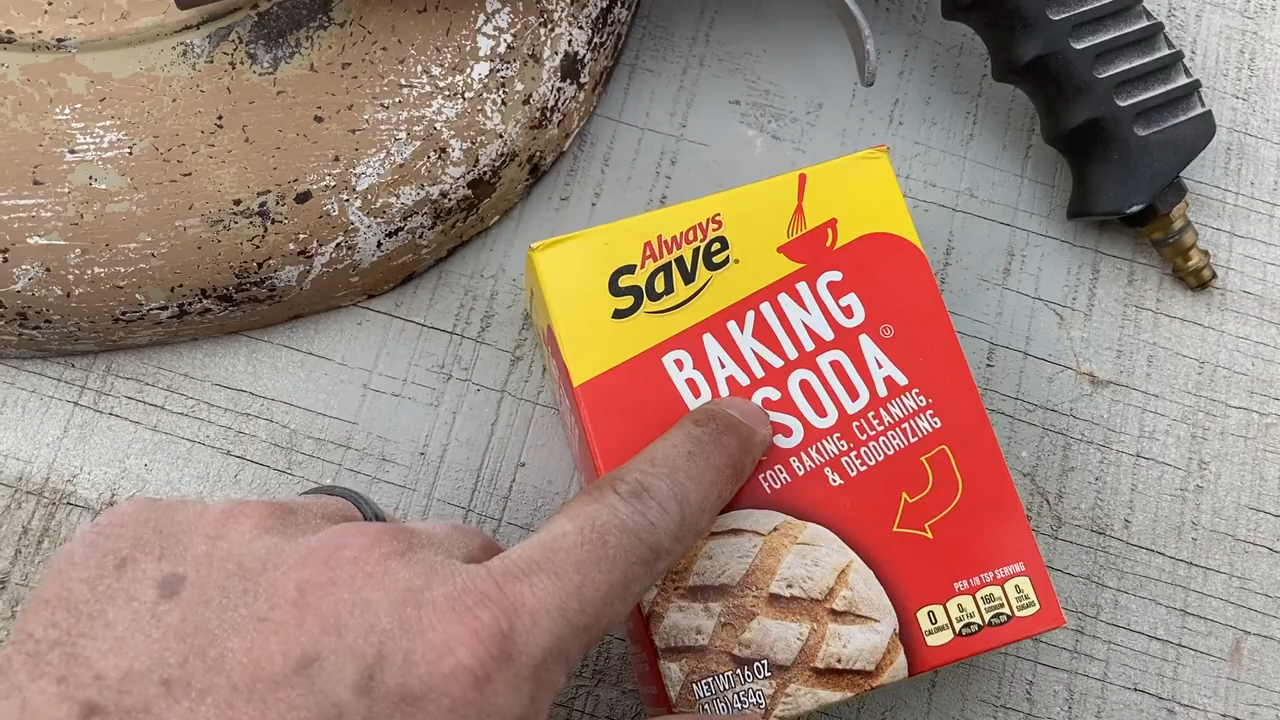 Always
Save
BAKING
SODA
FOR BAKING, CLEANING,
& DEODORIZING
PER 1/8 TSP SERVING
0
CALORIES
0g
SAT FAT
0% DV
160mg
SODIUM
7% DV
0g
TOTAL
SUGARS
NET WT 16 OZ
(1 lb) 454g